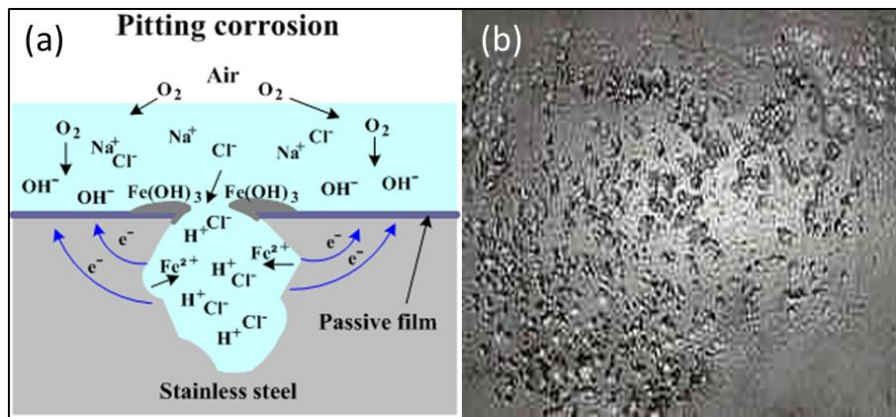 (a)
Pitting corrosion
Air
O₂ O₂
O₂ Na⁺ Cl⁻ Na⁺ Cl⁻ Na⁺ Cl⁻ O₂
OH⁻ OH⁻ Fe(OH)₃ Fe(OH)₃ OH⁻ OH⁻
H⁺Cl⁻
e⁻ e⁻
Fe²⁺ Fe²⁺
e⁻ e⁻
H⁺Cl⁻
H⁺Cl⁻
H⁺Cl⁻
Passive film
Stainless steel
(b)